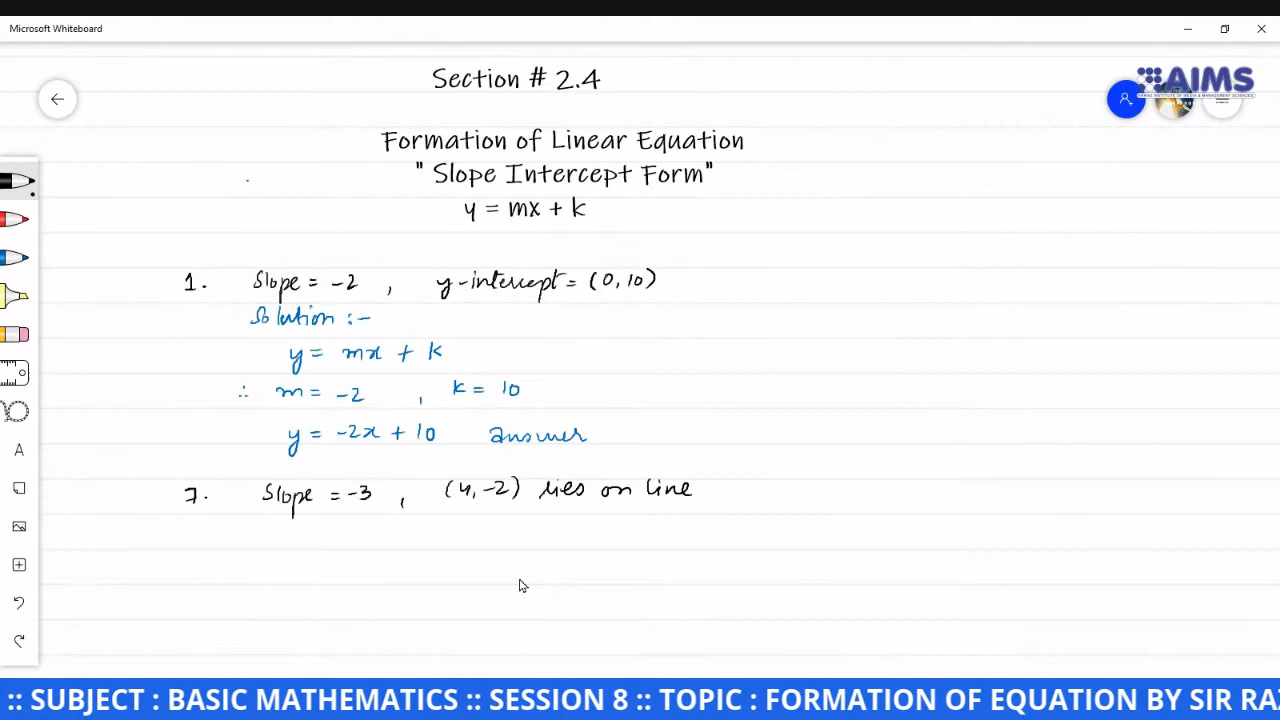 Microsoft Whiteboard
AIMS
Section # 2.4
Formation of Linear Equation
" Slope Intercept Form"
y = mx + k
1. Slope = -2 , y-intercept = (0, 10)
Solution :-
y = mx + k
∴ m = -2 , k = 10
y = -2x + 10 answer
7. Slope = -3 , (4, -2) lies on line
A
:: SUBJECT : BASIC MATHEMATICS :: SESSION 8 :: TOPIC : FORMATION OF EQUATION BY SIR RA